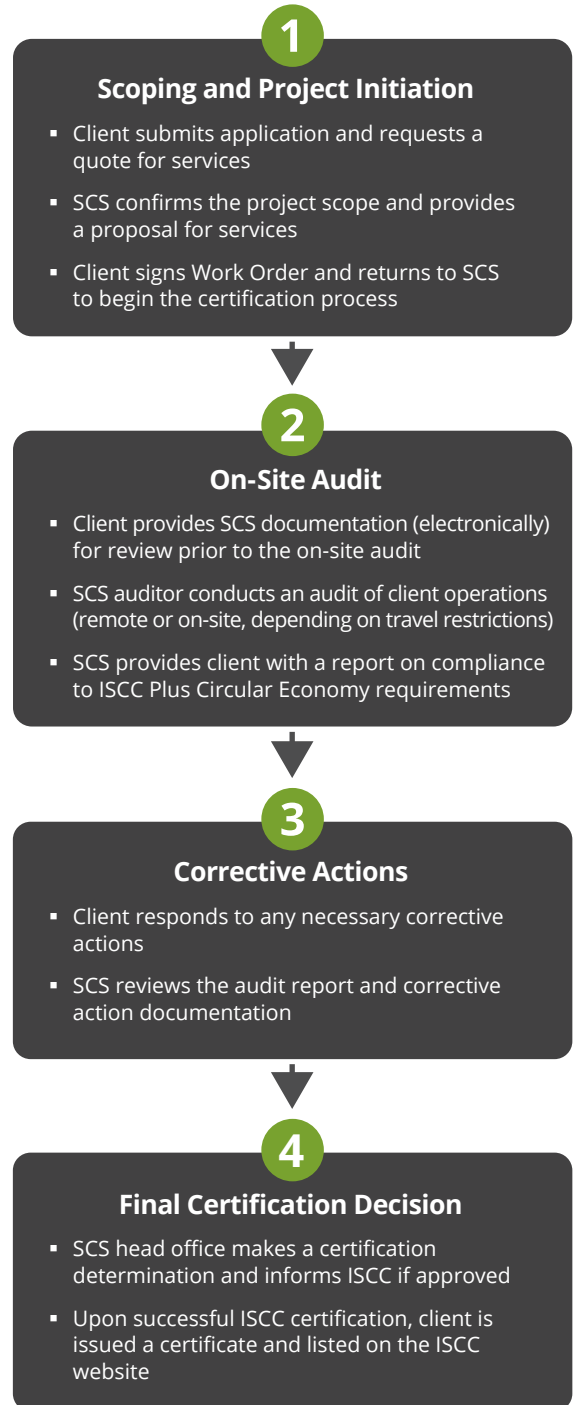 1
Scoping and Project Initiation
▪ Client submits application and requests a
quote for services
▪ SCS confirms the project scope and provides
a proposal for services
▪ Client signs Work Order and returns to SCS
to begin the certification process
2
On-Site Audit
▪ Client provides SCS documentation (electronically)
for review prior to the on-site audit
▪ SCS auditor conducts an audit of client operations
(remote or on-site, depending on travel restrictions)
▪ SCS provides client with a report on compliance
to ISCC Plus Circular Economy requirements
3
Corrective Actions
▪ Client responds to any necessary corrective
actions
▪ SCS reviews the audit report and corrective
action documentation
4
Final Certification Decision
▪ SCS head office makes a certification
determination and informs ISCC if approved
▪ Upon successful ISCC certification, client is
issued a certificate and listed on the ISCC
website